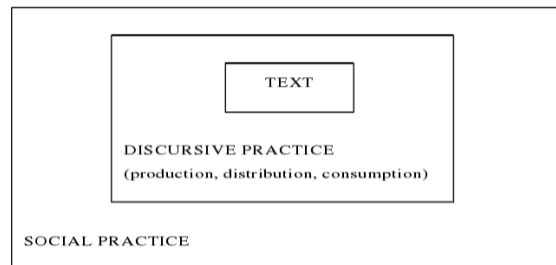 TEXT
DISCURSIVE PRACTICE
(production, distribution, consumption)
SOCIAL PRACTICE